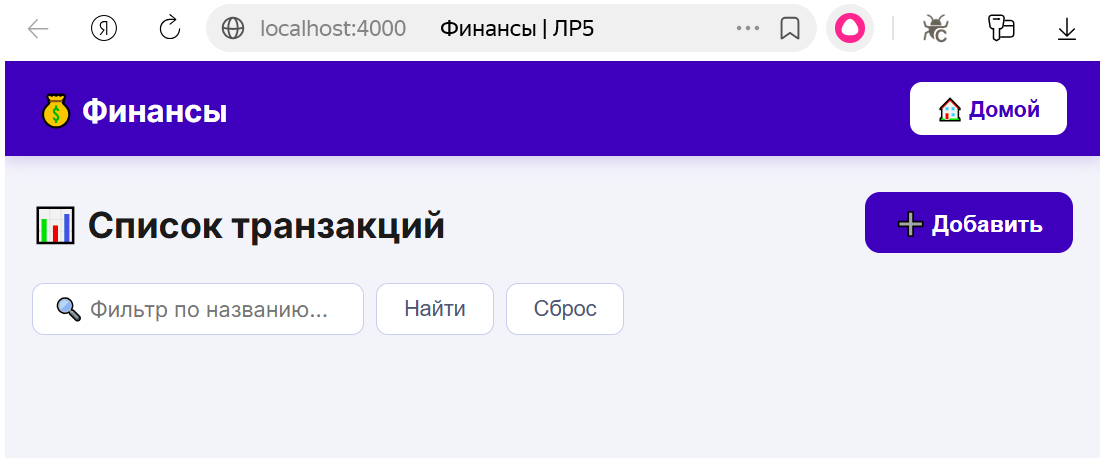 Я localhost:4000 Финансы | ЛР5
Финансы
Домой
Список транзакций
Добавить
Фильтр по названию...
Найти
Сброс